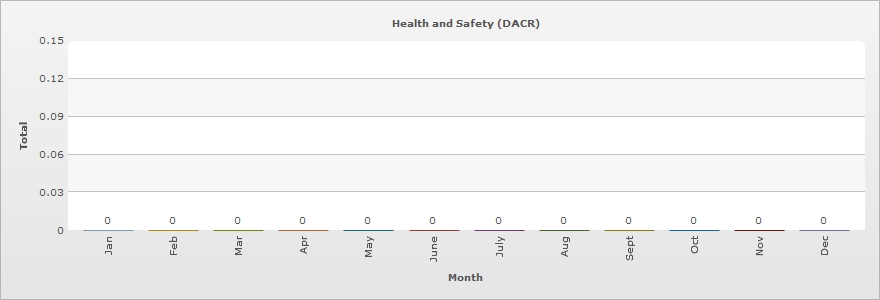 Health and Safety (DACR)
0.15
0.12
0.09
0.06
0.03
0
Total
0 0 0 0 0 0 0 0 0 0 0 0
Jan Feb Mar Apr May June July Aug Sept Oct Nov Dec
Month